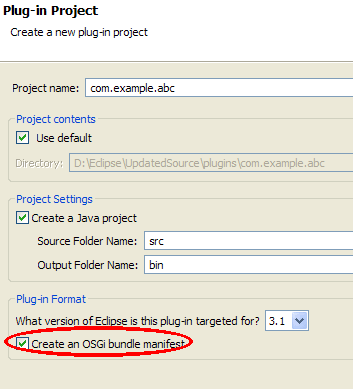 Plug-in Project
Create a new plug-in project
Project name: com.example.abc
Project contents
Use default
Directory: D:\Eclipse\UpdatedSource\plugins\com.example.abc
Project Settings
Create a Java project
Source Folder Name: src
Output Folder Name: bin
Plug-in Format
What version of Eclipse is this plug-in targeted for? 3.1
Create an OSGi bundle manifest